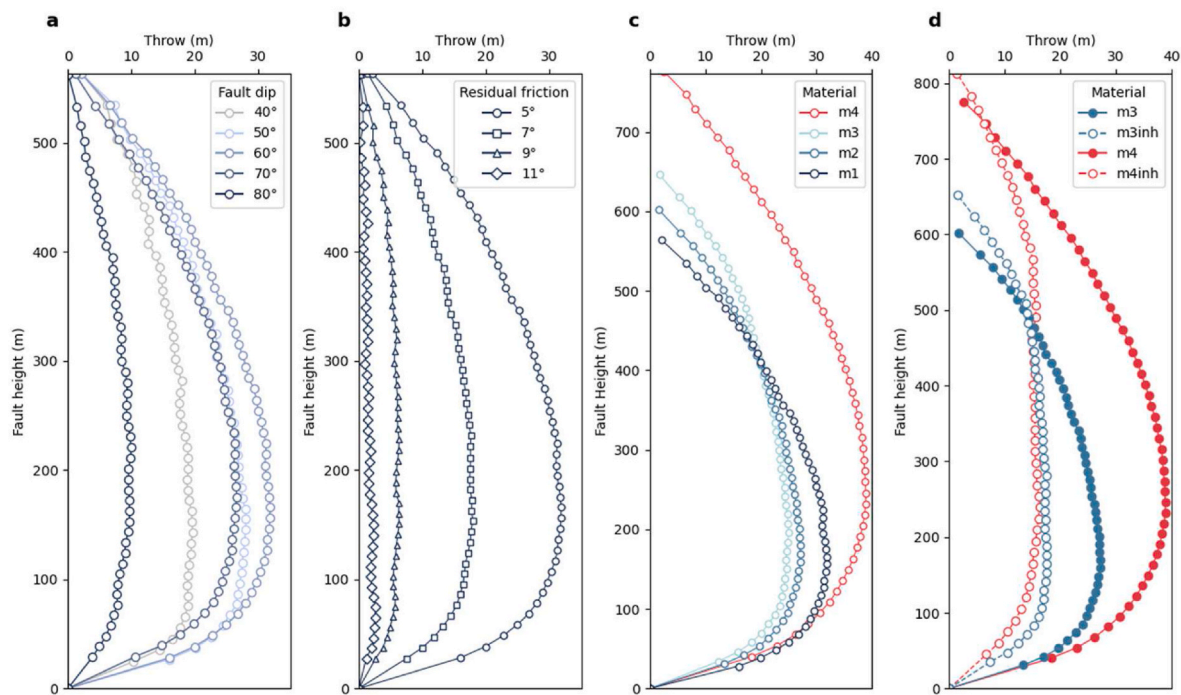 a
Throw (m)
0 10 20 30
Fault height (m)
500
400
300
200
100
0
Fault dip
40°
50°
60°
70°
80°
b
Throw (m)
0 10 20 30
Fault height (m)
500
400
300
200
100
0
Residual friction
5°
7°
9°
11°
c
Throw (m)
0 10 20 30 40
Fault Height (m)
700
600
500
400
300
200
100
0
Material
m4
m3
m2
m1
d
Throw (m)
0 10 20 30 40
Fault height (m)
800
700
600
500
400
300
200
100
0
Material
m3
m3inh
m4
m4inh